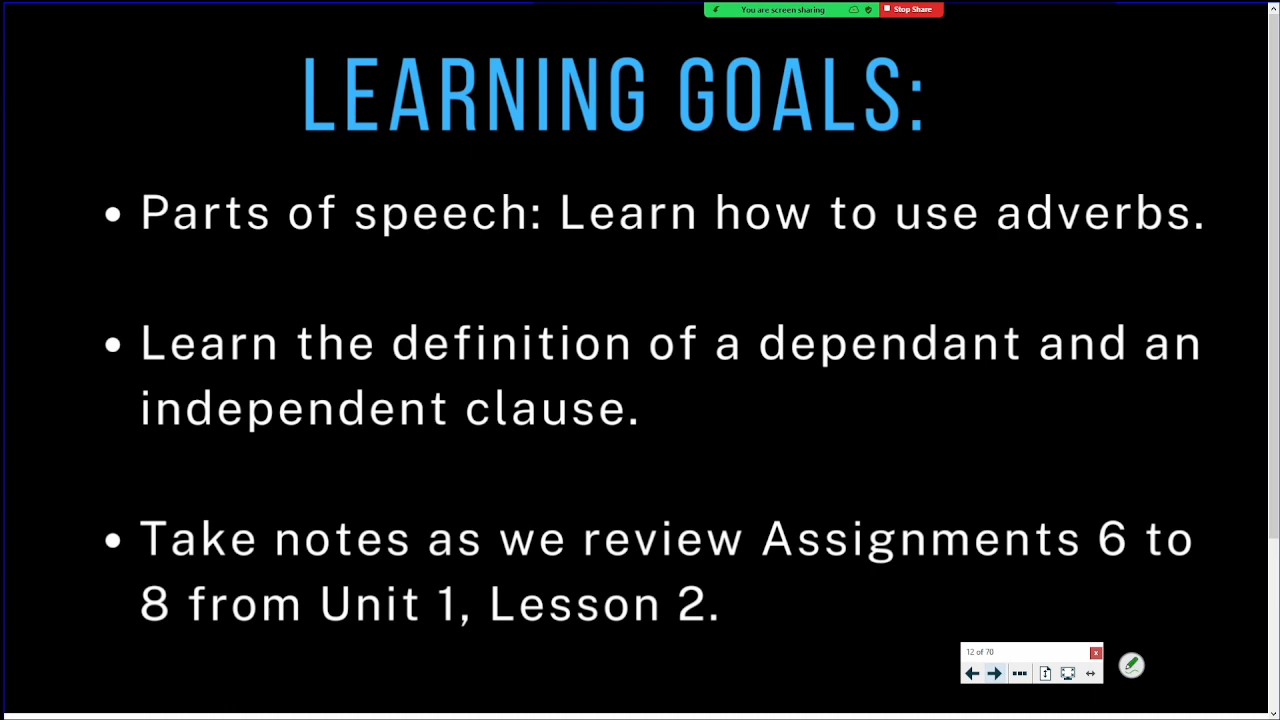 You are screen sharing
Stop Share
LEARNING GOALS:
• Parts of speech: Learn how to use adverbs.
• Learn the definition of a dependant and an
independent clause.
• Take notes as we review Assignments 6 to
8 from Unit 1, Lesson 2.
12 of 70
x